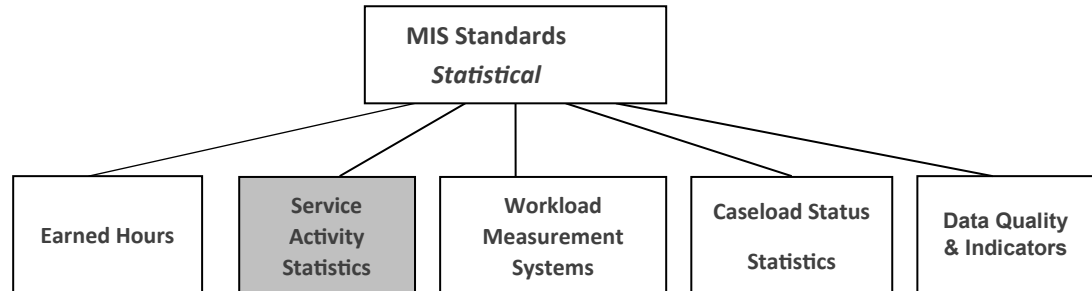 MIS Standards
Statistical
Earned Hours
Service
Activity
Statistics
Workload
Measurement
Systems
Caseload Status
Statistics
Data Quality
& Indicators